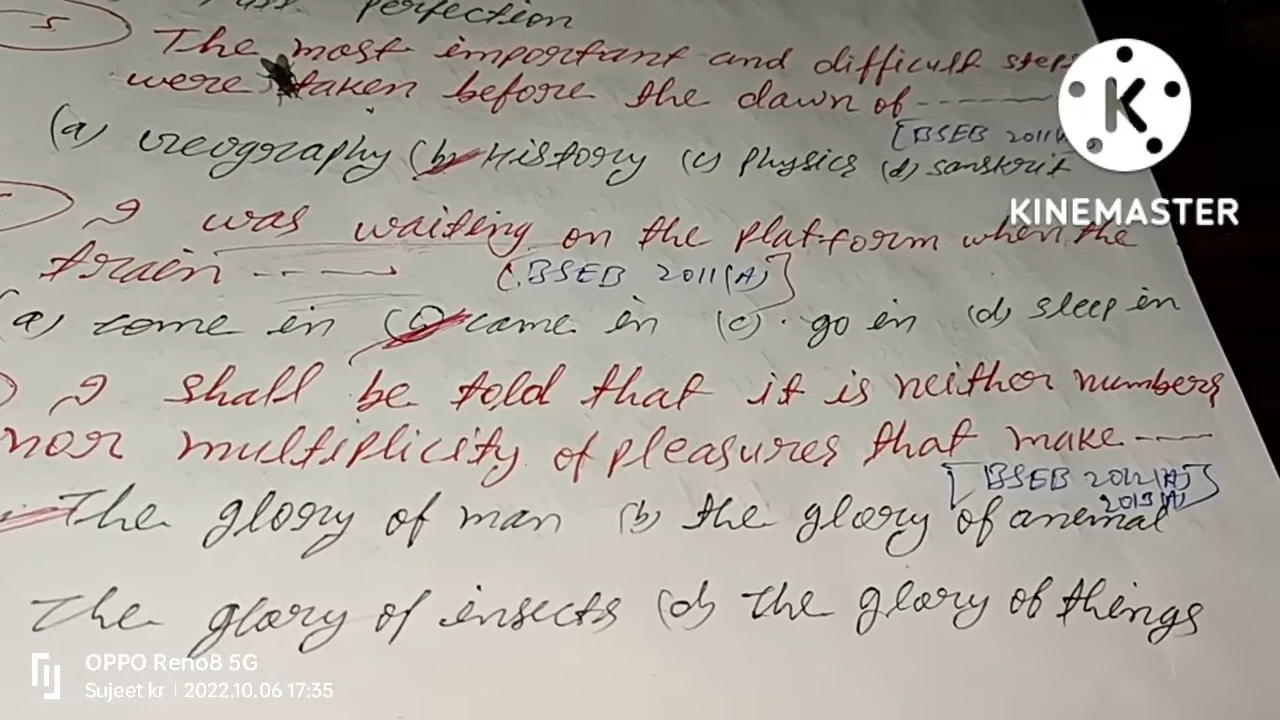 perfection
5 The most important and difficult steps
were taken before the dawn of ------
[BSEB 2011
(a) Geography (b) History (c) Physics (d) Sanskrit
I was waiting on the platform when the
train ------ [BSEB 2011(A)]
(a) come in (b) came in (c) go in (d) sleep in
I shall be told that it is neither numbers
nor multiplicity of pleasures that make ----
[BSEB 2012(A)]
2019(A)
The glory of man (b) the glory of anemal
The glory of insects (d) The glory of things
K
KINEMASTER
OPPO Reno8 5G
Sujeet kr | 2022.10.06 17:35